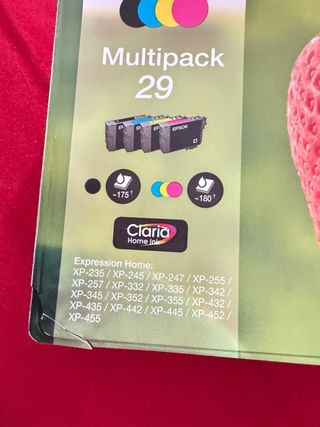 Multipack
29
EPSON
~175†
~180†
Claria
Home Ink
Expression Home:
XP-235 / XP-245 / XP-247 / XP-255 /
XP-257 / XP-332 / XP-335 / XP-342 /
XP-345 / XP-352 / XP-355 / XP-432 /
XP-435 / XP-442 / XP-445 / XP-452 /
XP-455